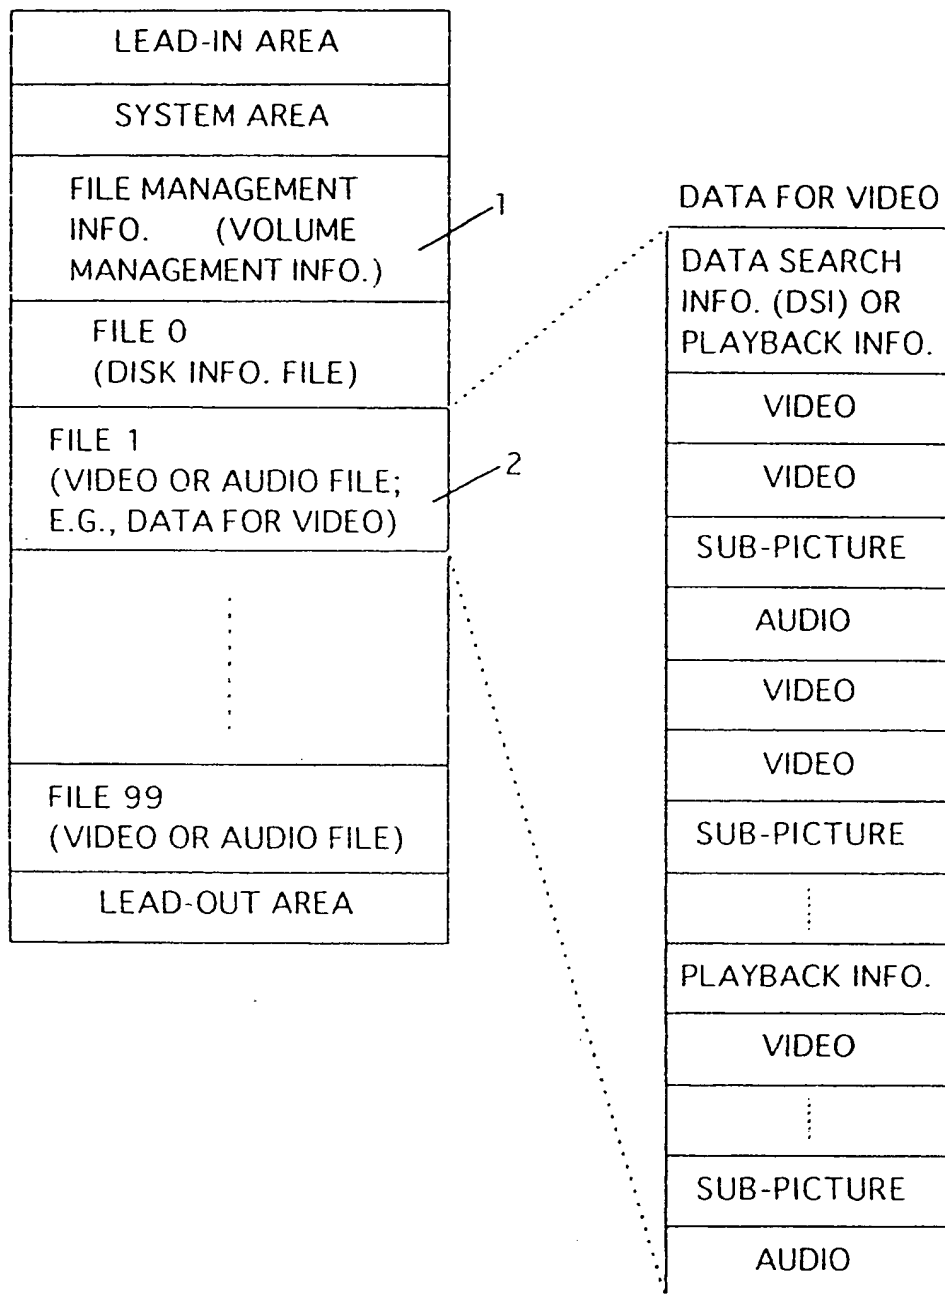 LEAD-IN AREA
SYSTEM AREA
FILE MANAGEMENT
INFO. (VOLUME
MANAGEMENT INFO.)
1
FILE 0
(DISK INFO. FILE)
FILE 1
(VIDEO OR AUDIO FILE;
E.G., DATA FOR VIDEO)
2
FILE 99
(VIDEO OR AUDIO FILE)
LEAD-OUT AREA
DATA FOR VIDEO
DATA SEARCH
INFO. (DSI) OR
PLAYBACK INFO.
VIDEO
VIDEO
SUB-PICTURE
AUDIO
VIDEO
VIDEO
SUB-PICTURE
PLAYBACK INFO.
VIDEO
SUB-PICTURE
AUDIO